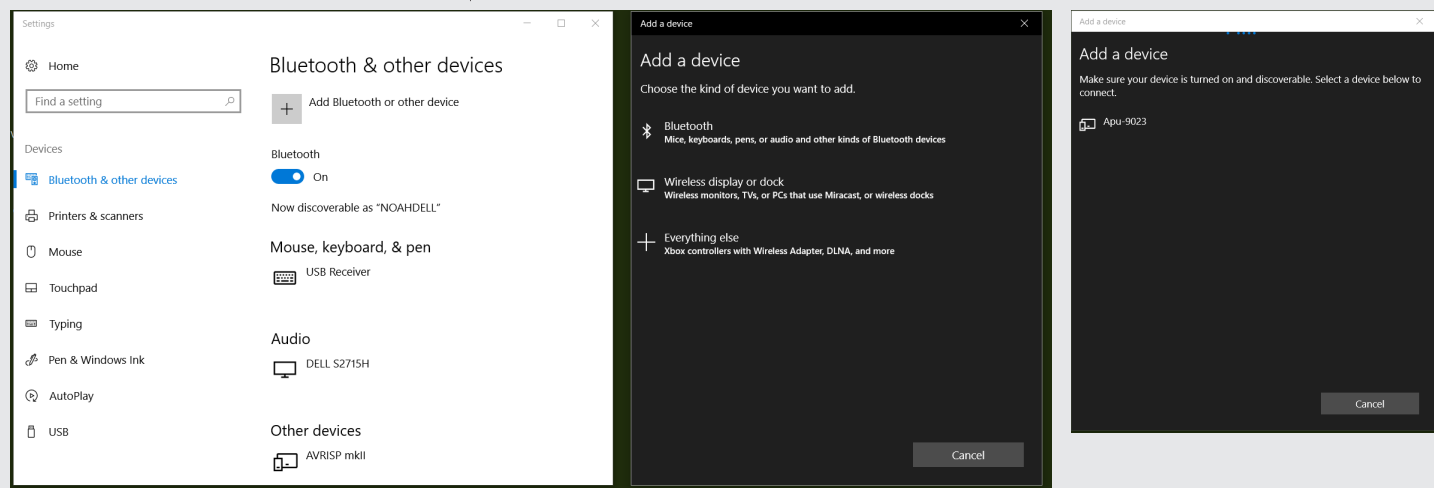 Settings
Home
Find a setting
Devices
Bluetooth & other devices
Printers & scanners
Mouse
Touchpad
Typing
Pen & Windows Ink
AutoPlay
USB
Bluetooth & other devices
Add Bluetooth or other device
Bluetooth
On
Now discoverable as “NOAHDELL”
Mouse, keyboard, & pen
USB Receiver
Audio
DELL S2715H
Other devices
AVRISP mkII
Add a device
Add a device
Choose the kind of device you want to add.
Bluetooth
Mice, keyboards, pens, or audio and other kinds of Bluetooth devices
Wireless display or dock
Wireless monitors, TVs, or PCs that use Miracast, or wireless docks
Everything else
Xbox controllers with Wireless Adapter, DLNA, and more
Cancel
Add a device
Add a device
Make sure your device is turned on and discoverable. Select a device below to
connect.
Apu-9023
Cancel